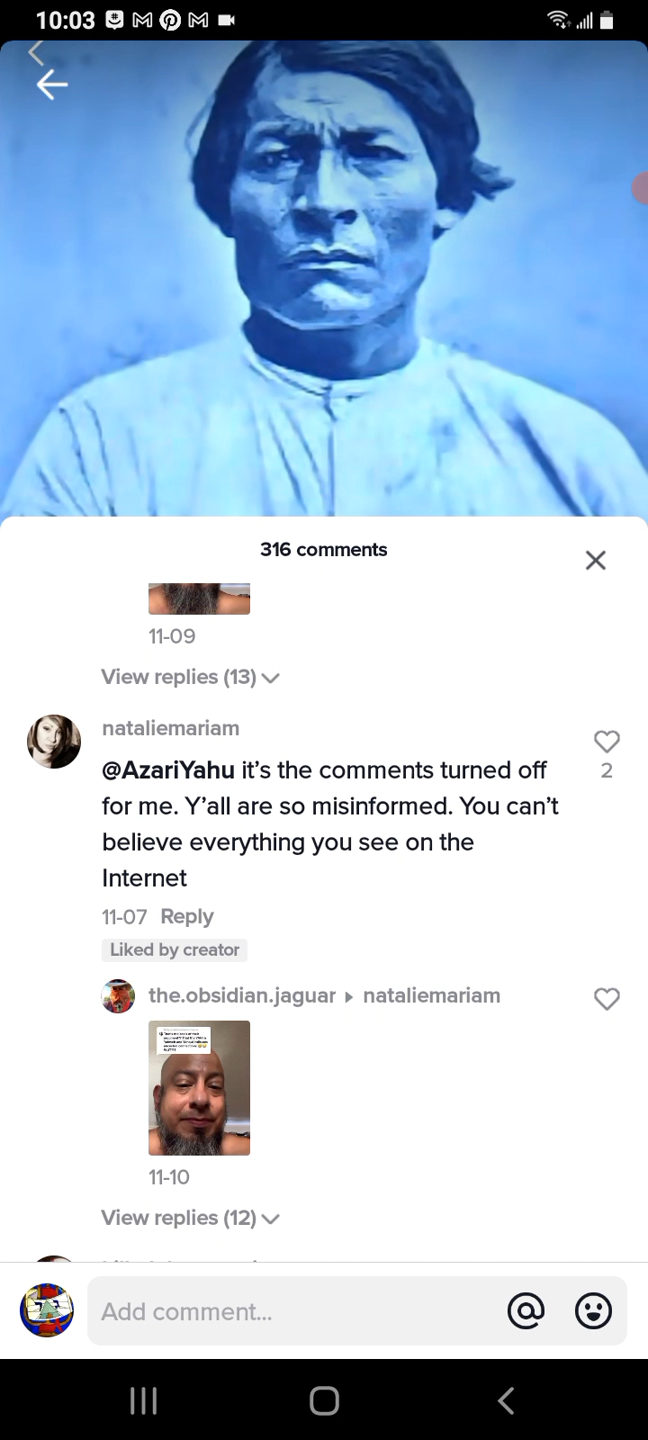 10:03
316 comments
11-09
View replies (13)
nataliemariam
@AzariYahu it's the comments turned off
for me. Y'all are so misinformed. You can't
believe everything you see on the
Internet
2
11-07 Reply
Liked by creator
the.obsidian.jaguar nataliemariam
11-10
View replies (12)
Add comment...